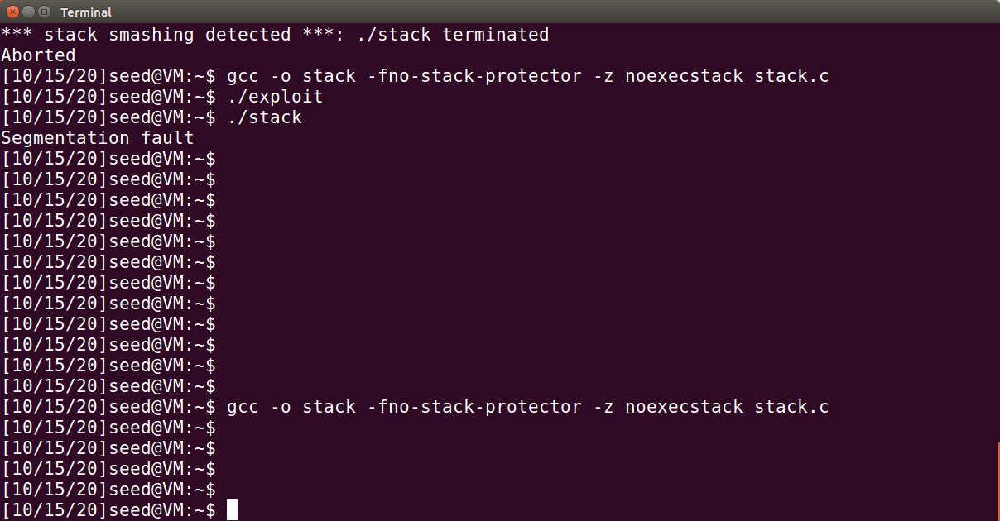 Terminal
*** stack smashing detected ***: ./stack terminated
Aborted
[10/15/20]seed@VM:~$ gcc -o stack -fno-stack-protector -z noexecstack stack.c
[10/15/20]seed@VM:~$ ./exploit
[10/15/20]seed@VM:~$ ./stack
Segmentation fault
[10/15/20]seed@VM:~$
[10/15/20]seed@VM:~$
[10/15/20]seed@VM:~$
[10/15/20]seed@VM:~$
[10/15/20]seed@VM:~$
[10/15/20]seed@VM:~$
[10/15/20]seed@VM:~$
[10/15/20]seed@VM:~$
[10/15/20]seed@VM:~$
[10/15/20]seed@VM:~$
[10/15/20]seed@VM:~$
[10/15/20]seed@VM:~$
[10/15/20]seed@VM:~$ gcc -o stack -fno-stack-protector -z noexecstack stack.c
[10/15/20]seed@VM:~$
[10/15/20]seed@VM:~$
[10/15/20]seed@VM:~$
[10/15/20]seed@VM:~$
[10/15/20]seed@VM:~$